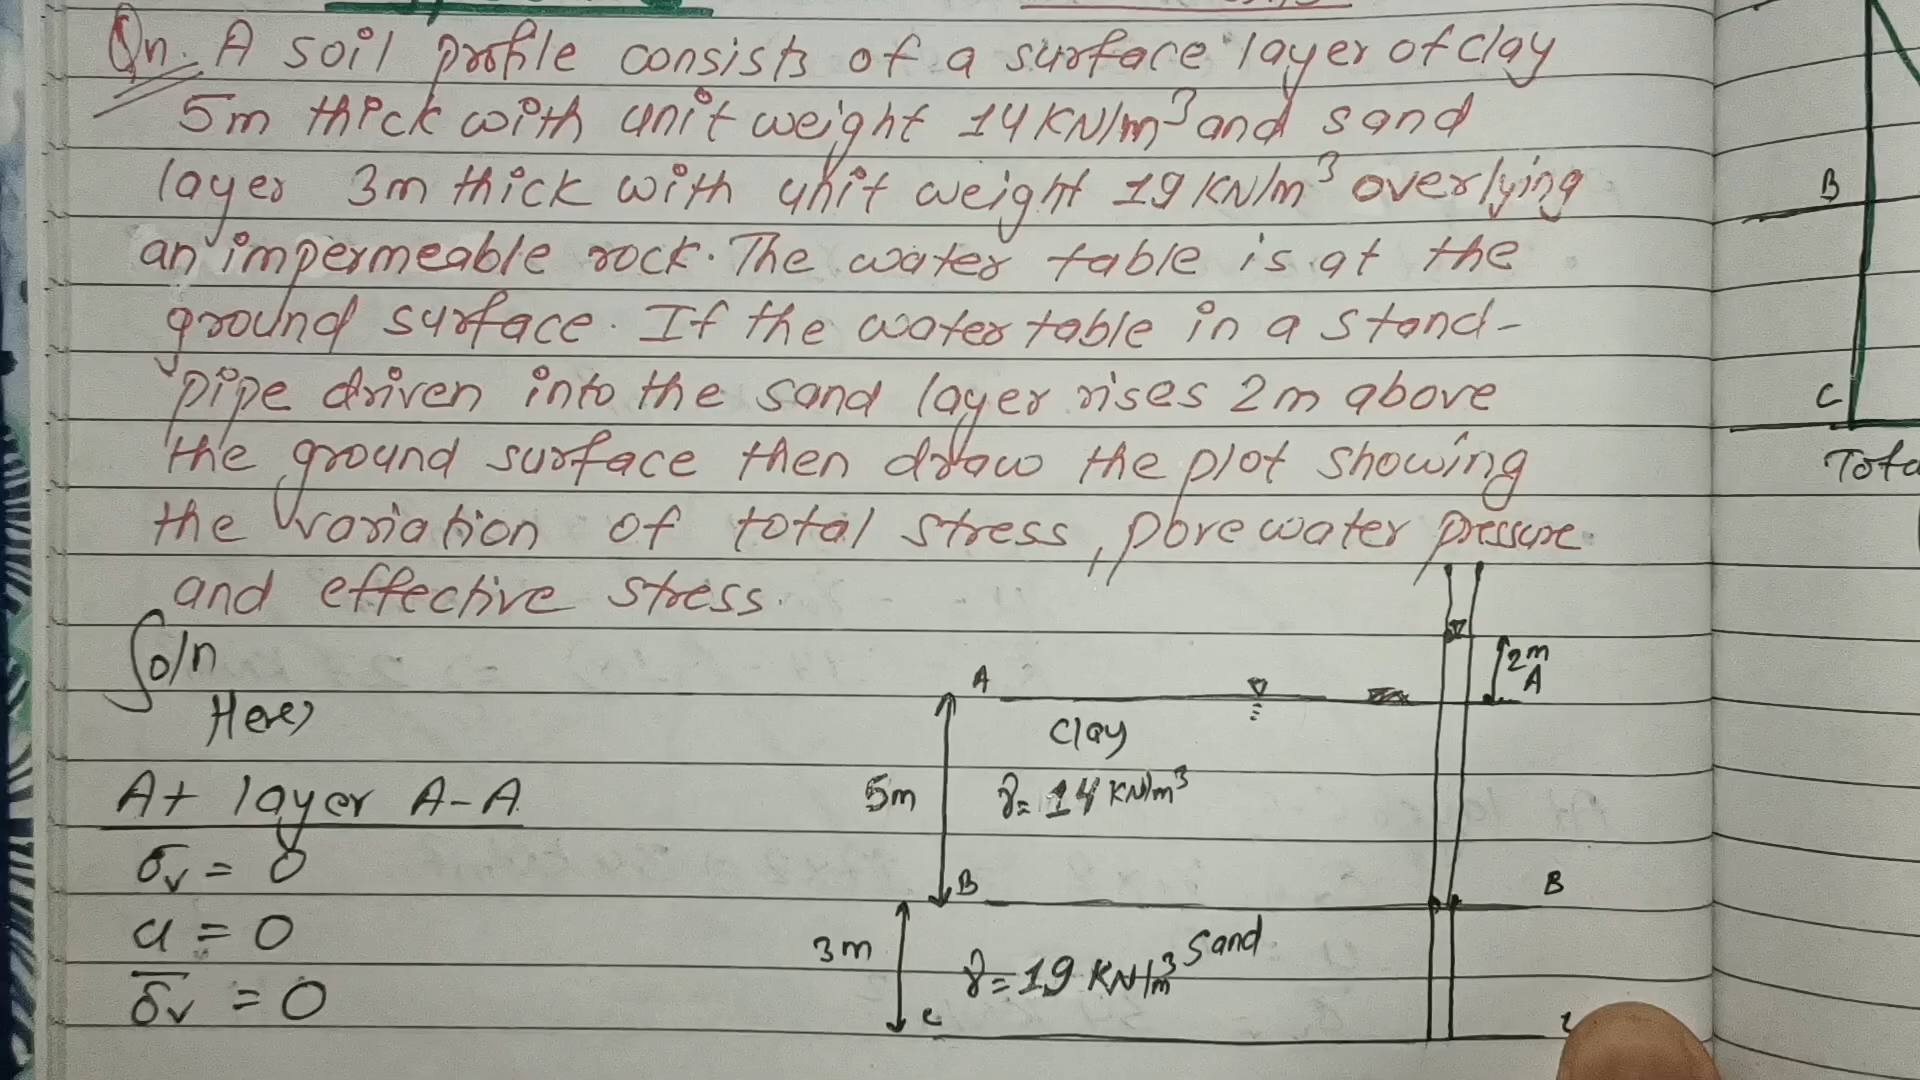 Qn. A soil profile consists of a surface layer of clay
5m thick with unit weight 14 KN/m³ and sand
layer 3m thick with unit weight 19 KN/m³ overlying
an impermeable rock. The water table is at the
ground surface. If the water table in a stand-
pipe driven into the sand layer rises 2m above
the ground surface then draw the plot showing
the variation of total stress, pore water pressure
and effective stress.
Soln
Here,
At layer A-A
σv = 0
u = 0
σ̅v = 0
A
2m
A
Clay
5m
γ = 14 KN/m³
B
B
3m
Sand
γ = 19 KN/m³
C
B
C